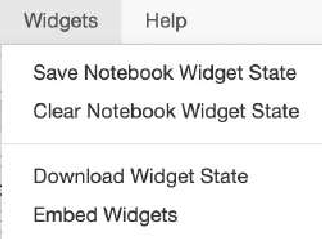 Widgets Help
Save Notebook Widget State
Clear Notebook Widget State
Download Widget State
Embed Widgets